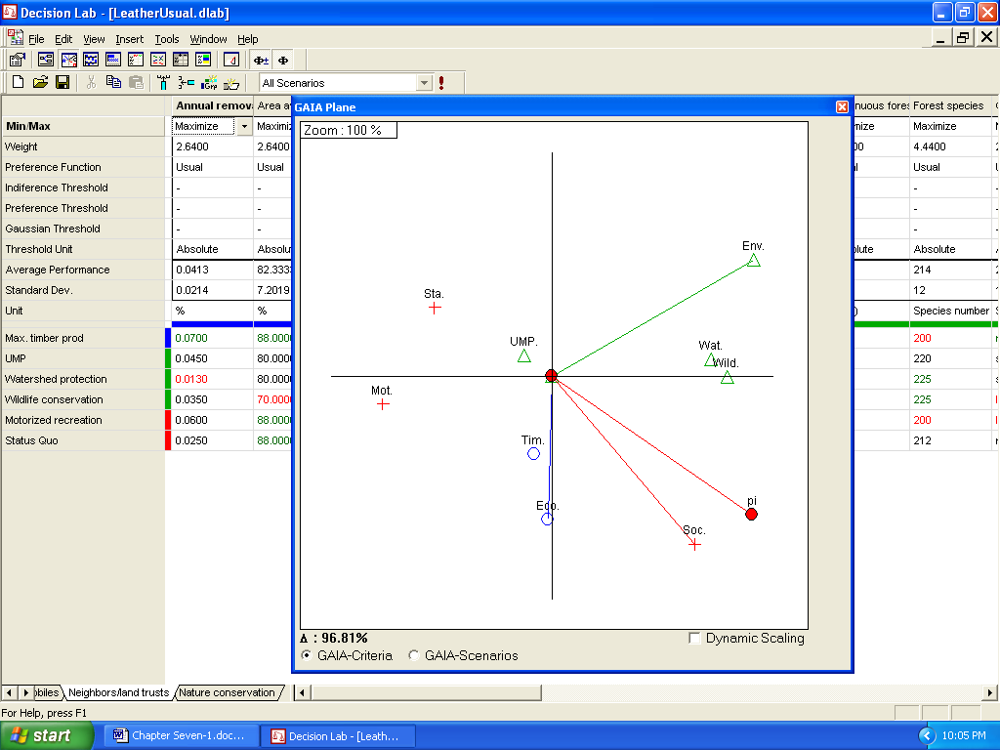 Decision Lab - [LeatherUsual.dlab]
File Edit View Insert Tools Window Help
Φ± Φ
All Scenarios
Annual remov Area a
GAIA Plane
nuous fores Forest species
Min/Max Maximize Maximiz
mize Maximize
Weight 2.6400 2.6400
00 4.4400
Preference Function Usual Usual
al Usual
Indiference Threshold - -
- 
Preference Threshold - -
-
Gaussian Threshold - -
-
Threshold Unit Absolute Absolu
olute Absolute
Average Performance 0.0413 82.3333
214
Standard Dev. 0.0214 7.2019
12
Unit % %
) Species number
Max. timber prod 0.0700 88.0000
200
UMP 0.0450 80.0000
220
Watershed protection 0.0130 80.0000
225
Wildlife conservation 0.0350 70.0000
225
Motorized recreation 0.0600 88.0000
200
Status Quo 0.0250 88.0000
212
Zoom : 100 %
Env.
Sta.
UMP.
Wat.
Wild.
Mot.
Tim.
Eco.
pi
Soc.
Δ : 96.81%
Dynamic Scaling
GAIA-Criteria GAIA-Scenarios
obiles Neighbors/land trusts Nature conservation
For Help, press F1
start Chapter Seven-1.doc... Decision Lab - [Leath... 10:05 PM